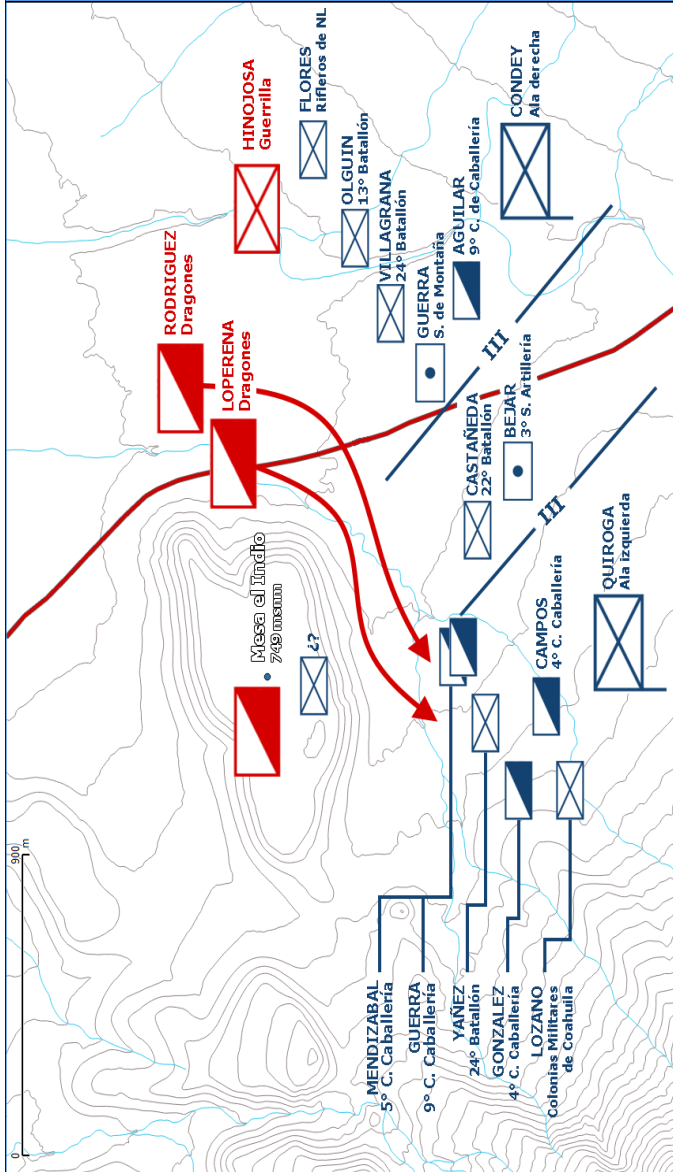 0
900 m
RODRIGUEZ
Dragones
LOPERENA
Dragones
HINOJOSA
Guerrilla
Mesa el Indio
749 msnm
¿?
FLORES
Rifleros de NL
OLGUIN
13° Batallón
VILLAGRANA
24° Batallón
GUERRA
S. de Montaña
AGUILAR
9° C. de Caballería
CONDEY
Ala derecha
III
CASTAÑEDA
22° Batallón
BEJAR
3° S. Artillería
III
MENDIZABAL
5° C. Caballería
GUERRA
9° C. Caballería
YAÑEZ
24° Batallón
GONZALEZ
4° C. Caballería
LOZANO
Colonias Militares
de Coahuila
CAMPOS
4° C. Caballería
QUIROGA
Ala izquierda